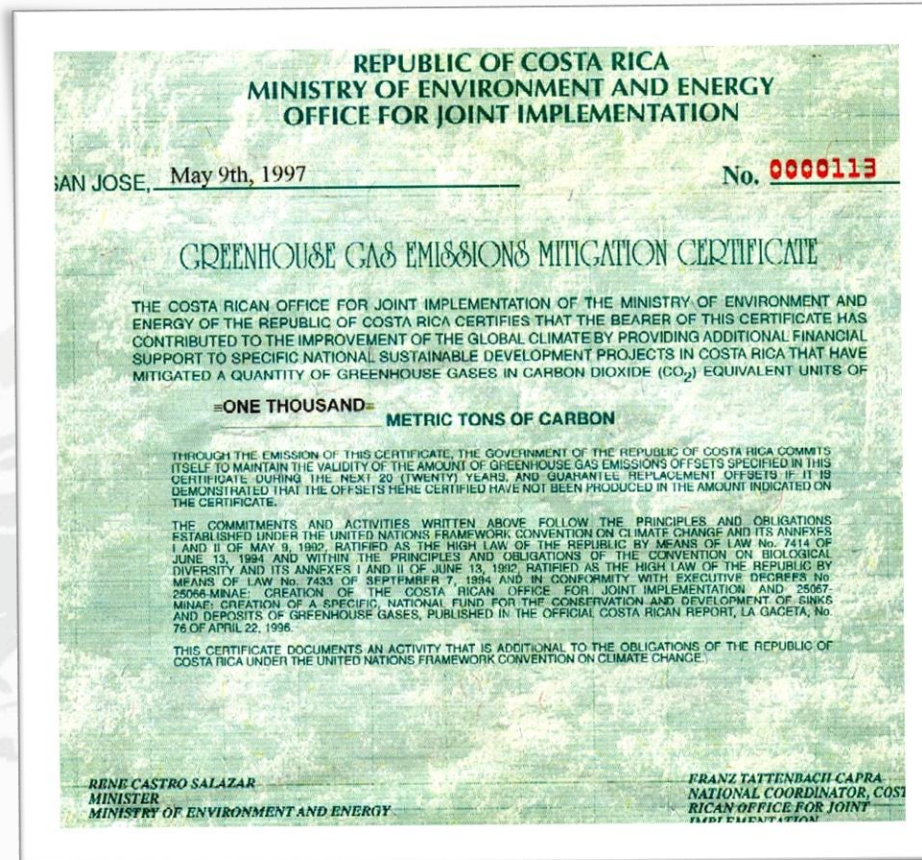 REPUBLIC OF COSTA RICA
MINISTRY OF ENVIRONMENT AND ENERGY
OFFICE FOR JOINT IMPLEMENTATION
SAN JOSE, May 9th, 1997 No. 0000113
GREENHOUSE GAS EMISSIONS MITIGATION CERTIFICATE
THE COSTA RICAN OFFICE FOR JOINT IMPLEMENTATION OF THE MINISTRY OF ENVIRONMENT AND
ENERGY OF THE REPUBLIC OF COSTA RICA CERTIFIES THAT THE BEARER OF THIS CERTIFICATE HAS
CONTRIBUTED TO THE IMPROVEMENT OF THE GLOBAL CLIMATE BY PROVIDING ADDITIONAL FINANCIAL
SUPPORT TO SPECIFIC NATIONAL SUSTAINABLE DEVELOPMENT PROJECTS IN COSTA RICA THAT HAVE
MITIGATED A QUANTITY OF GREENHOUSE GASES IN CARBON DIOXIDE (CO₂) EQUIVALENT UNITS OF
=ONE THOUSAND= METRIC TONS OF CARBON
THROUGH THE EMISSION OF THIS CERTIFICATE, THE GOVERNMENT OF THE REPUBLIC OF COSTA RICA COMMITS
ITSELF TO MAINTAIN THE VALIDITY OF THE AMOUNT OF GREENHOUSE GAS EMISSIONS OFFSETS SPECIFIED IN THIS
CERTIFICATE DURING THE NEXT 20 (TWENTY) YEARS, AND GUARANTEE REPLACEMENT OFFSETS IF IT IS
DEMONSTRATED THAT THE OFFSETS HERE CERTIFIED HAVE NOT BEEN PRODUCED IN THE AMOUNT INDICATED ON
THE CERTIFICATE.
THE COMMITMENTS AND ACTIVITIES WRITTEN ABOVE FOLLOW THE PRINCIPLES AND OBLIGATIONS
ESTABLISHED UNDER THE UNITED NATIONS FRAMEWORK CONVENTION ON CLIMATE CHANGE AND ITS ANNEXES
I AND II OF MAY 9, 1992, RATIFIED AS THE HIGH LAW OF THE REPUBLIC BY MEANS OF LAW No. 7414 OF
JUNE 13, 1994 AND WITHIN THE PRINCIPLES AND OBLIGATIONS OF THE CONVENTION ON BIOLOGICAL
DIVERSITY AND ITS ANNEXES I AND II OF JUNE 13, 1992, RATIFIED AS THE HIGH LAW OF THE REPUBLIC BY
MEANS OF LAW No. 7433 OF SEPTEMBER 7, 1994 AND IN CONFORMITY WITH EXECUTIVE DECREES No
25066-MINAE: CREATION OF THE COSTA RICAN OFFICE FOR JOINT IMPLEMENTATION AND 25067-
MINAE: CREATION OF A SPECIFIC, NATIONAL FUND FOR THE CONSERVATION AND DEVELOPMENT OF SINKS
AND DEPOSITS OF GREENHOUSE GASES, PUBLISHED IN THE OFFICIAL COSTA RICAN REPORT, LA GACETA, No.
76 OF APRIL 22, 1996.
THIS CERTIFICATE DOCUMENTS AN ACTIVITY THAT IS ADDITIONAL TO THE OBLIGATIONS OF THE REPUBLIC OF
COSTA RICA UNDER THE UNITED NATIONS FRAMEWORK CONVENTION ON CLIMATE CHANGE.
RENE CASTRO SALAZAR
MINISTER
MINISTRY OF ENVIRONMENT AND ENERGY
FRANZ TATTENBACH CAPRA
NATIONAL COORDINATOR, COST
RICAN OFFICE FOR JOINT
IMPLEMENTATION